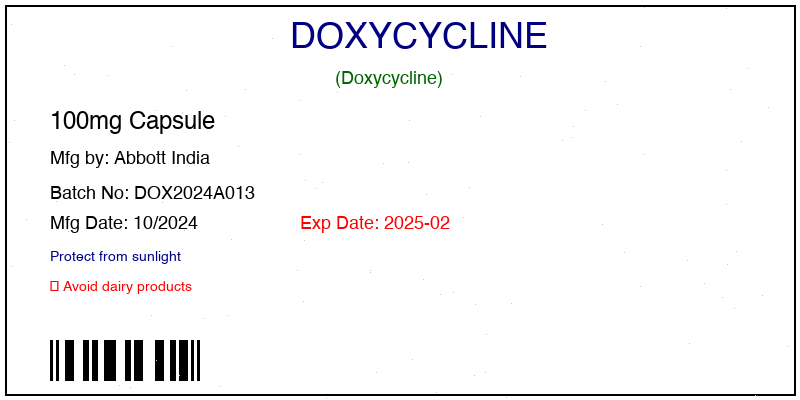 DOXYCYCLINE
(Doxycycline)
100mg Capsule
Mfg by: Abbott India
Batch No: DOX2024A013
Mfg Date: 10/2024 Exp Date: 2025-02
Protect from sunlight
Avoid dairy products